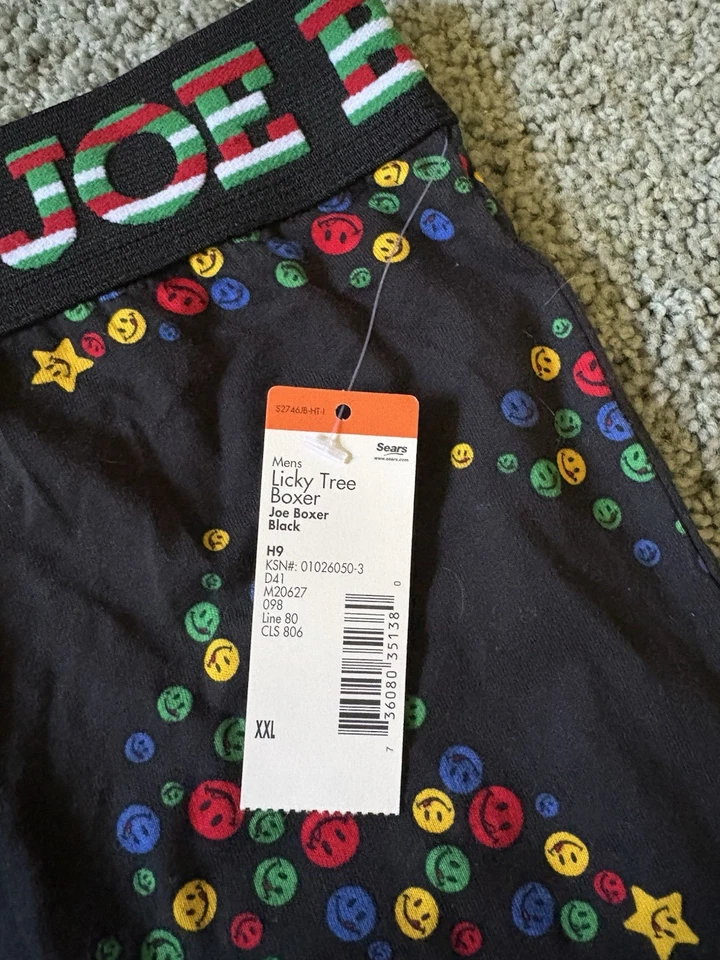 JOE B
S2746JB-HT-I
Sears
www.sears.com
Mens
Licky Tree
Boxer
Joe Boxer
Black
H9
KSN#: 01026050-3
D41
M20627
098
Line 80
CLS 806
XXL
7 36080 35138 0